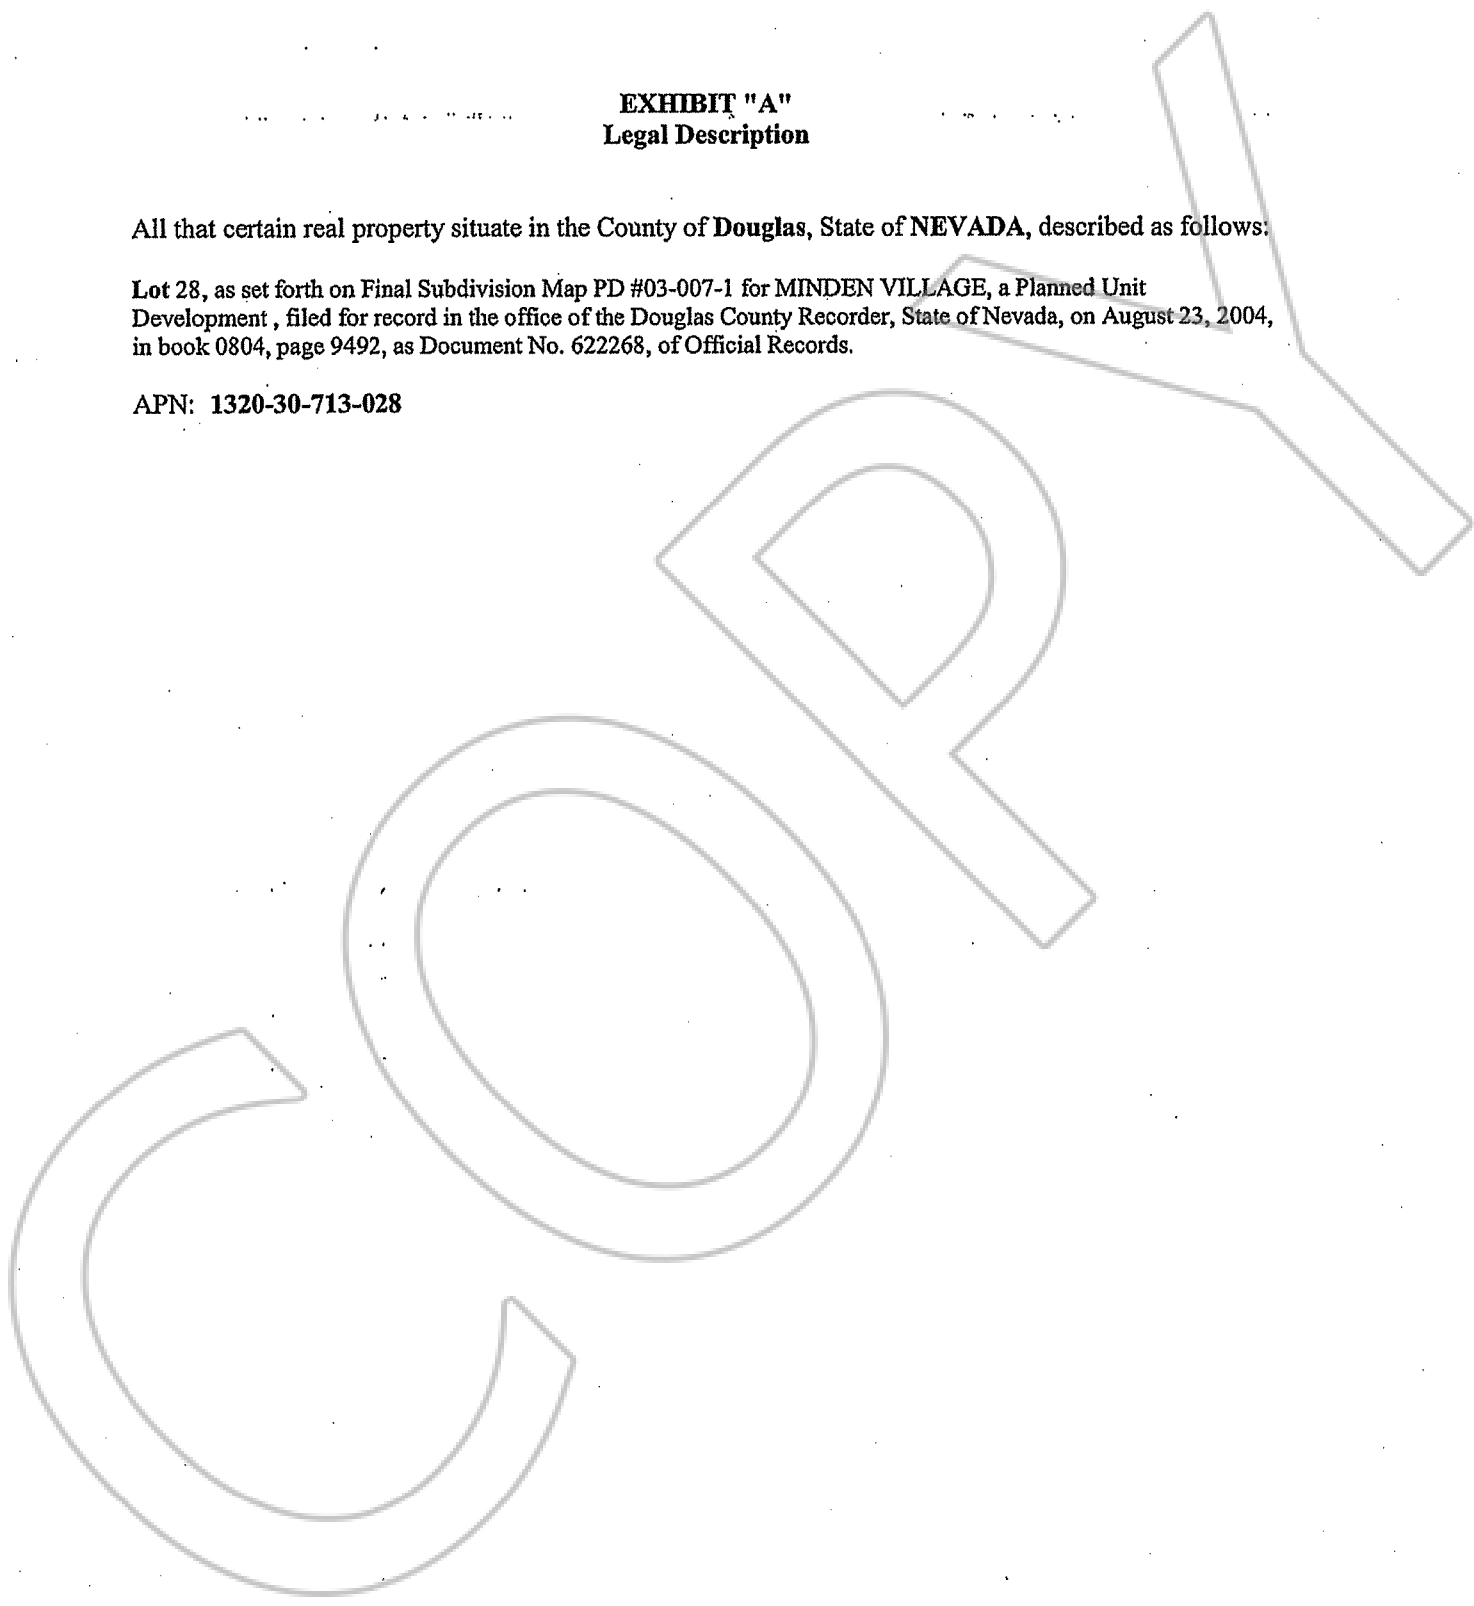 EXHIBIT "A"
Legal Description
All that certain real property situate in the County of Douglas, State of NEVADA, described as follows:
Lot 28, as set forth on Final Subdivision Map PD #03-007-1 for MINDEN VILLAGE, a Planned Unit
Development , filed for record in the office of the Douglas County Recorder, State of Nevada, on August 23, 2004,
in book 0804, page 9492, as Document No. 622268, of Official Records.
APN: 1320-30-713-028
COPY